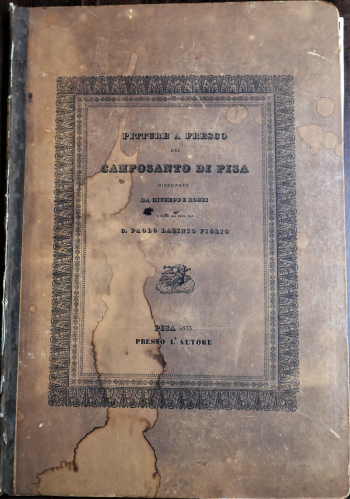 PITTURE A FRESCO
DEL
CAMPOSANTO DI PISA
DISEGNATE
DA GIUSEPPE ROSSI
G. PAOLO LASINIO FIGLIO
PISA 1833
PRESSO L'AUTORE